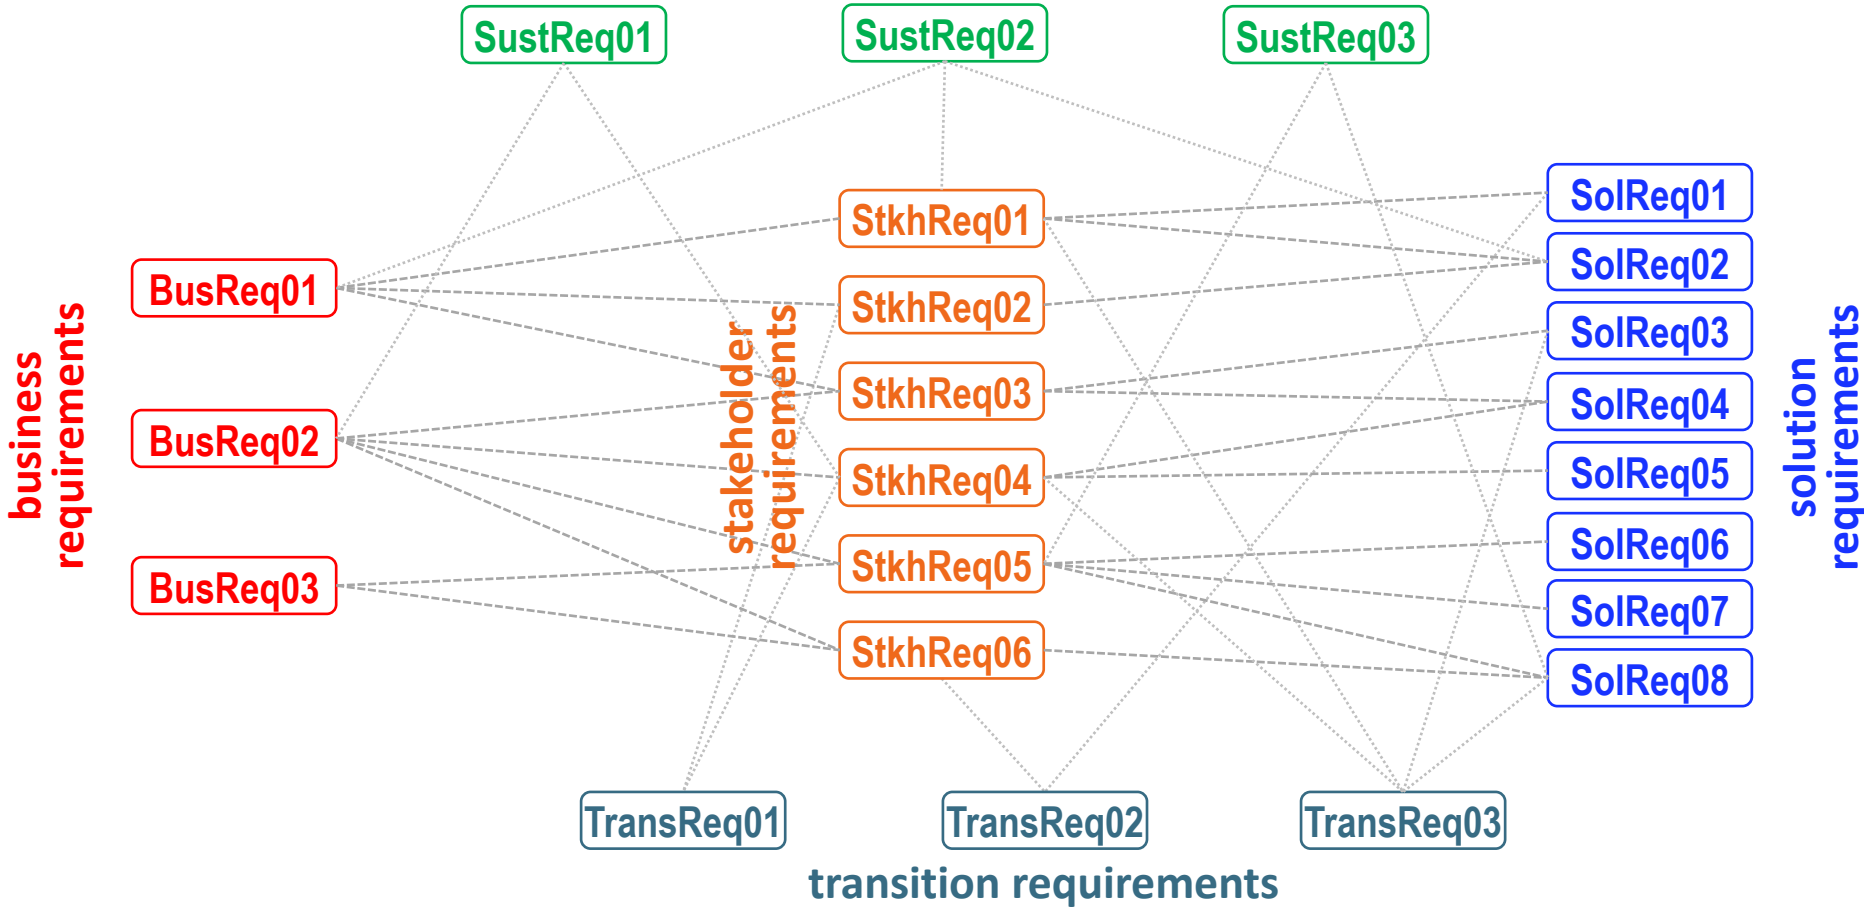 SustReq01
SustReq02
SustReq03
business
requirements
BusReq01
BusReq02
BusReq03
stakeholder
requirements
StkhReq01
StkhReq02
StkhReq03
StkhReq04
StkhReq05
StkhReq06
SolReq01
SolReq02
SolReq03
SolReq04
SolReq05
SolReq06
SolReq07
SolReq08
solution
requirements
TransReq01
TransReq02
TransReq03
transition requirements